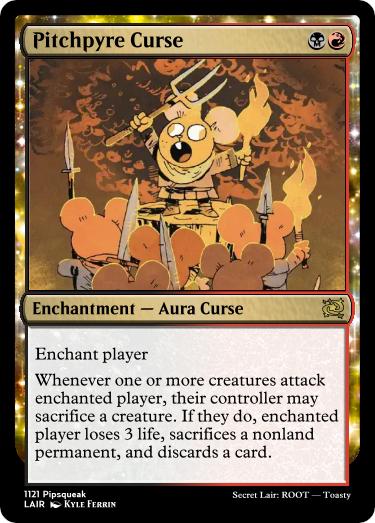 Pitchpyre Curse
Enchantment — Aura Curse
Enchant player
Whenever one or more creatures attack
enchanted player, their controller may
sacrifice a creature. If they do, enchanted
player loses 3 life, sacrifices a nonland
permanent, and discards a card.
1121 Pipsqueak
LAIR Kyle Ferrin
Secret Lair: ROOT — Toasty